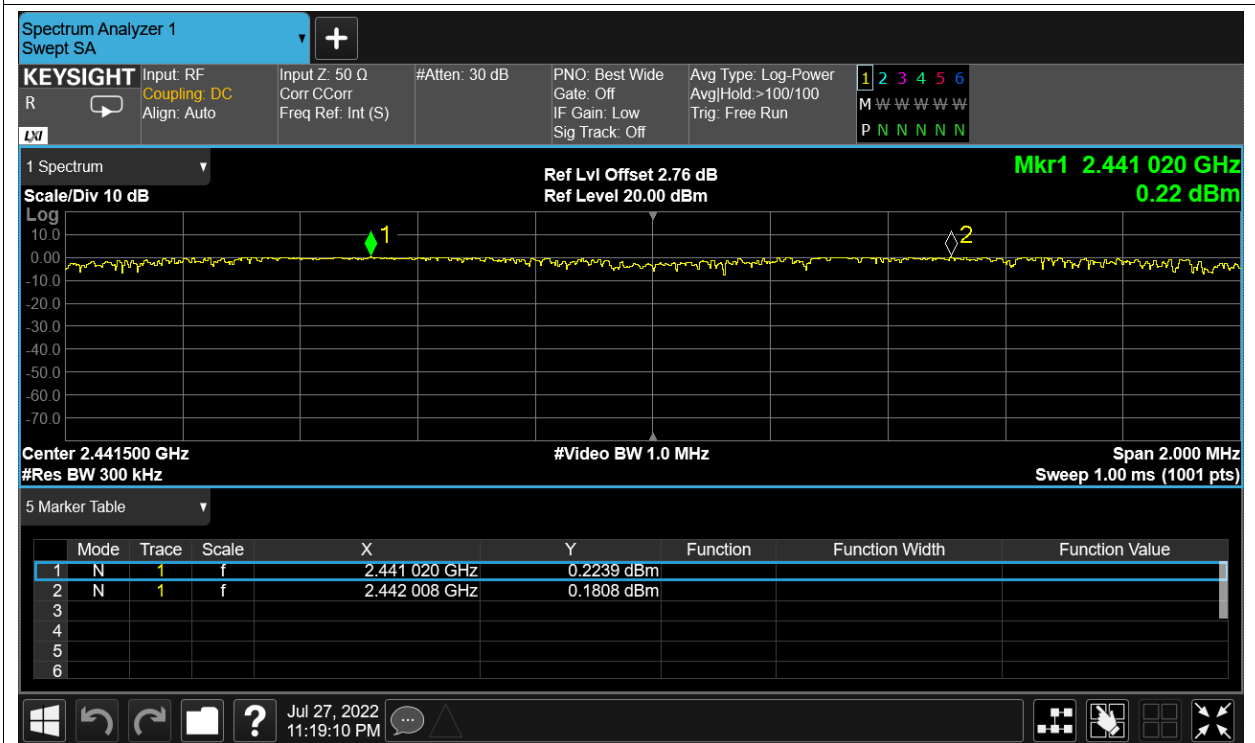 Spectrum Analyzer 1
Swept SA
+
KEYSIGHT Input: RF Input Z: 50 Ω #Atten: 30 dB PNO: Best Wide Avg Type: Log-Power 1 2 3 4 5 6
R Coupling: DC Corr CCorr Gate: Off Avg|Hold:>100/100 M W W W W W
Align: Auto Freq Ref: Int (S) IF Gain: Low Trig: Free Run
LXI Sig Track: Off P N N N N N
1 Spectrum Ref Lvl Offset 2.76 dB Mkr1 2.441 020 GHz
Scale/Div 10 dB Ref Level 20.00 dBm 0.22 dBm
Log
10.0 1 2
0.00
-10.0
-20.0
-30.0
-40.0
-50.0
-60.0
-70.0
Center 2.441500 GHz #Video BW 1.0 MHz Span 2.000 MHz
#Res BW 300 kHz Sweep 1.00 ms (1001 pts)
5 Marker Table
Mode Trace Scale X Y Function Function Width Function Value
1 N 1 f 2.441 020 GHz 0.2239 dBm
2 N 1 f 2.442 008 GHz 0.1808 dBm
3
4
5
6
? Jul 27, 2022
11:19:10 PM